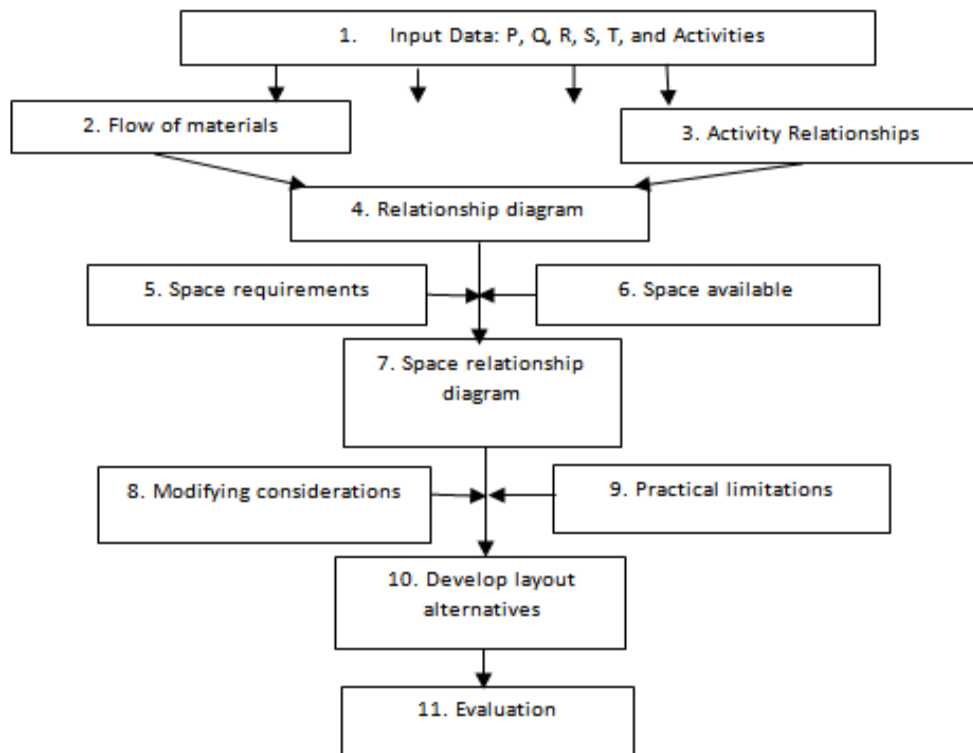 1. Input Data: P, Q, R, S, T, and Activities
2. Flow of materials
3. Activity Relationships
4. Relationship diagram
5. Space requirements
6. Space available
7. Space relationship
diagram
8. Modifying considerations
9. Practical limitations
10. Develop layout
alternatives
11. Evaluation